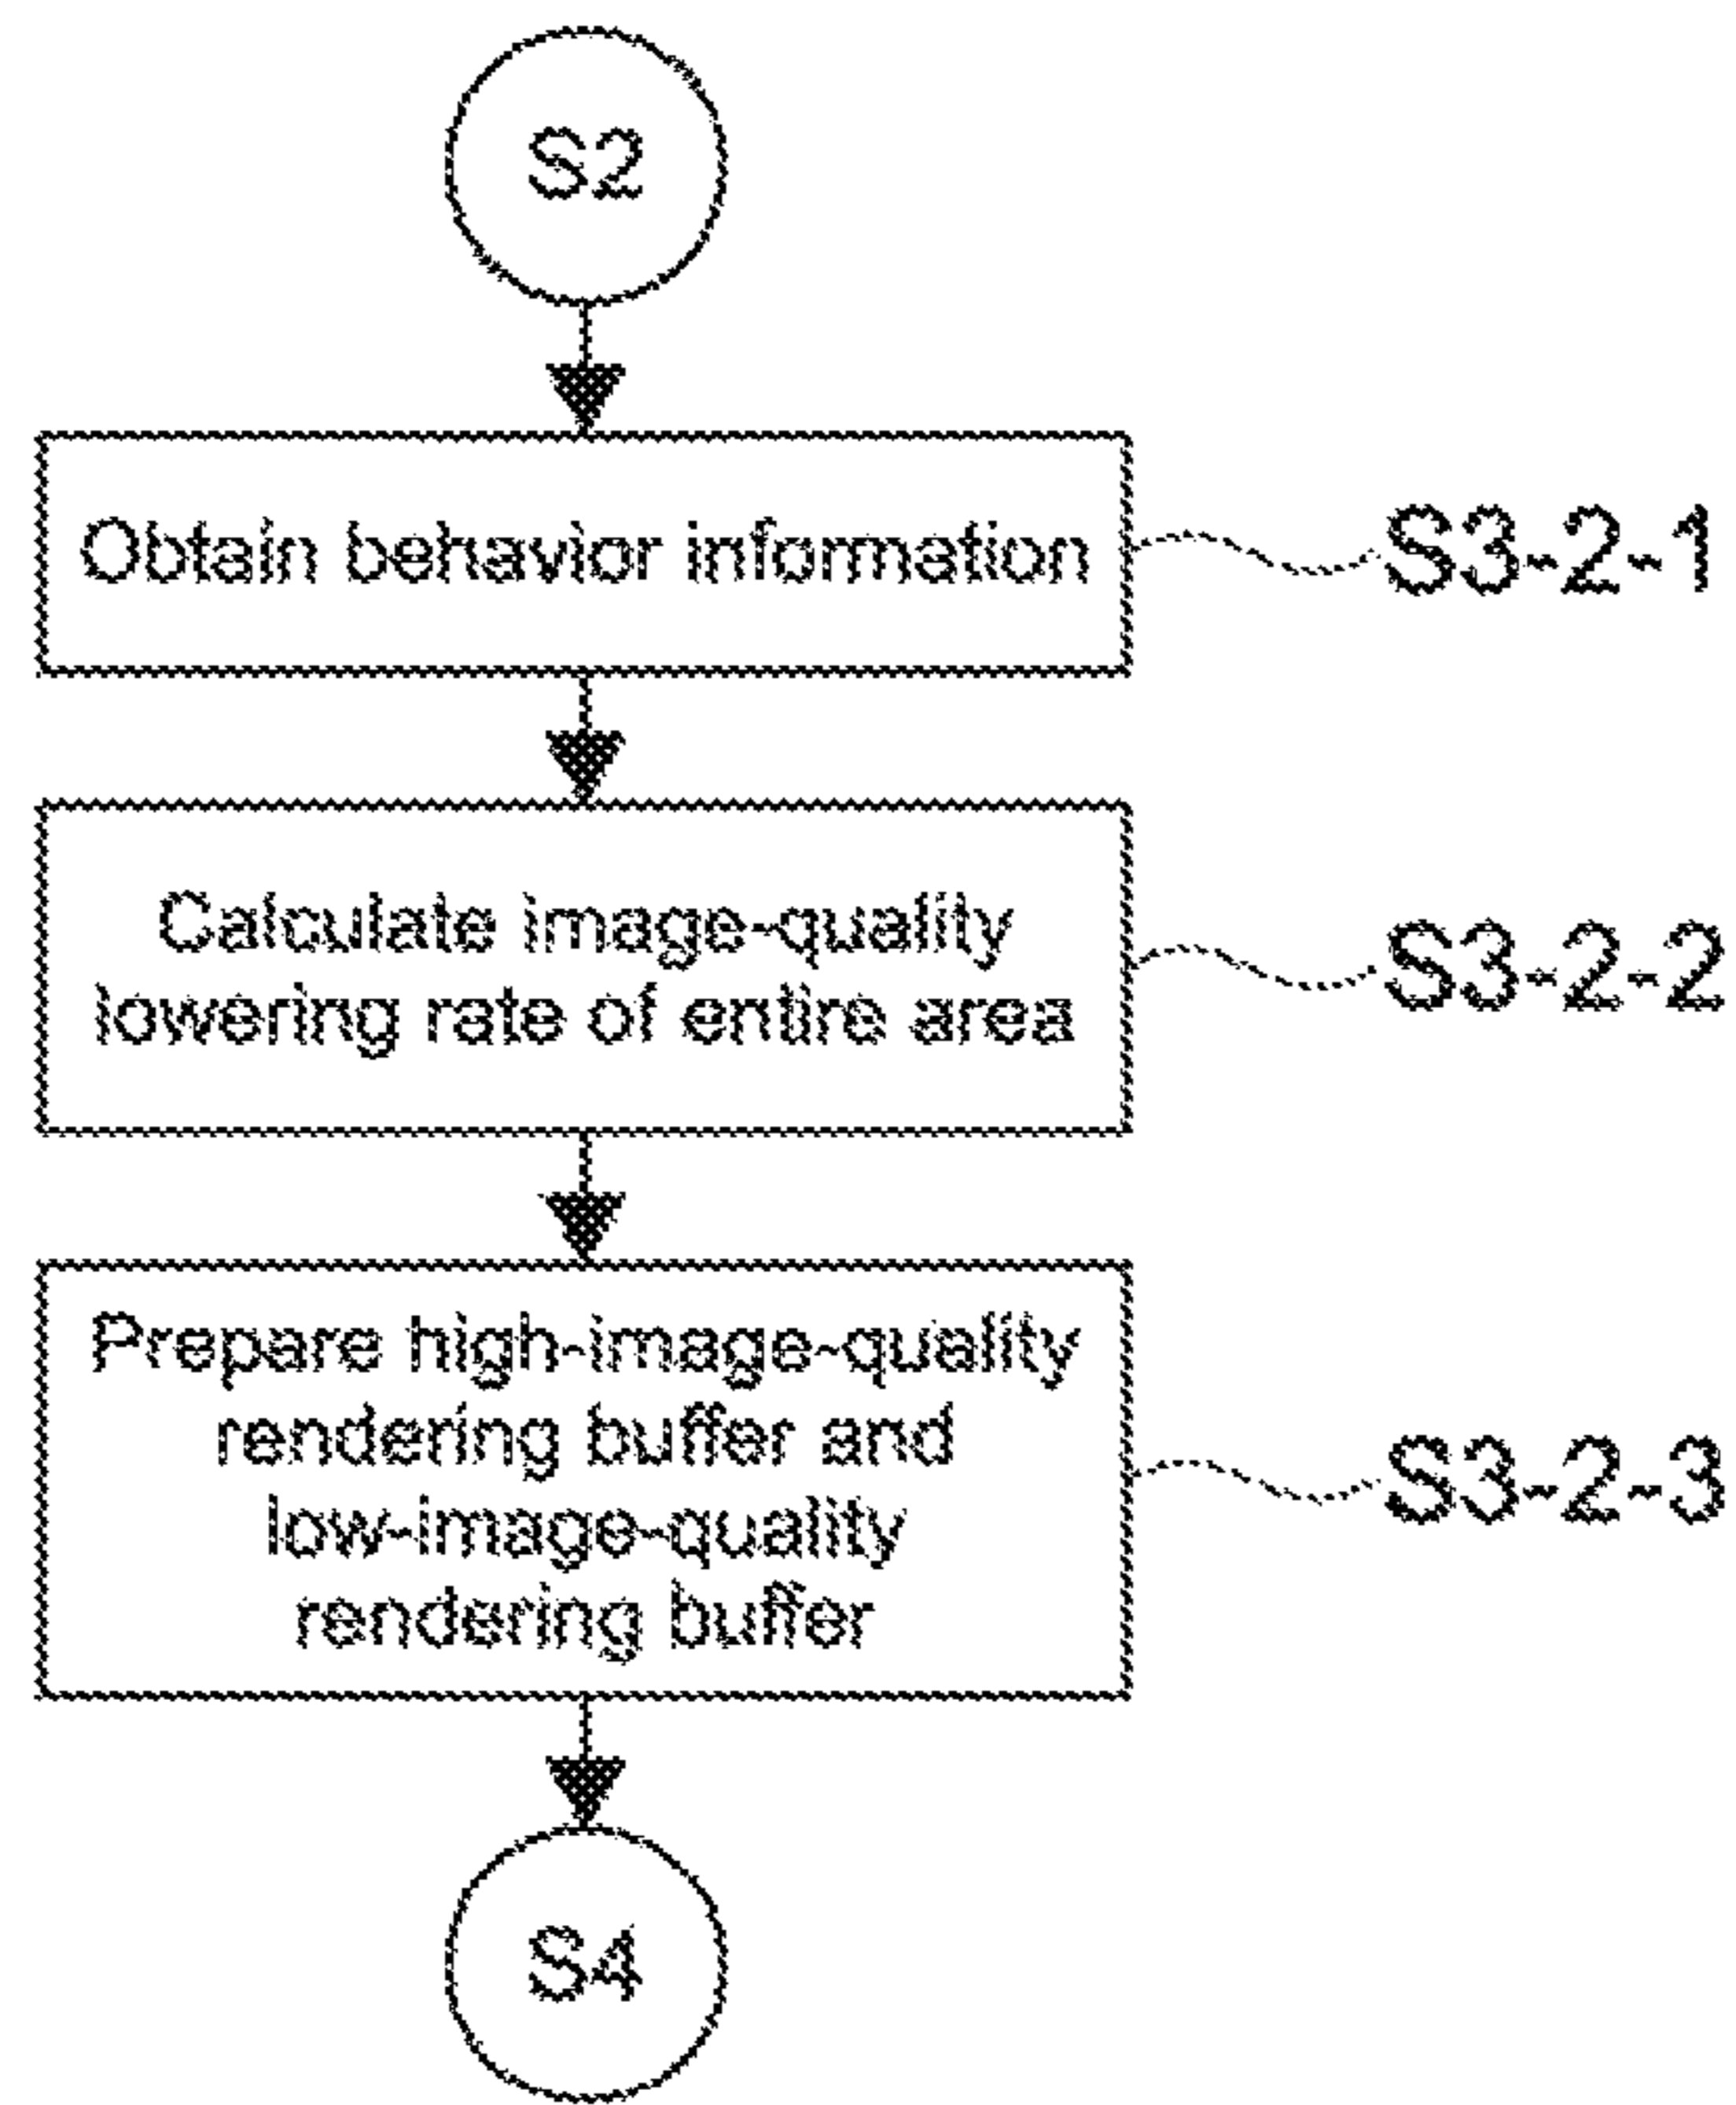 S2
Obtain behavior information
S3-2-1
Calculate image-quality
lowering rate of entire area
S3-2-2
Prepare high-image-quality
rendering buffer and
low-image-quality
rendering buffer
S3-2-3
S4